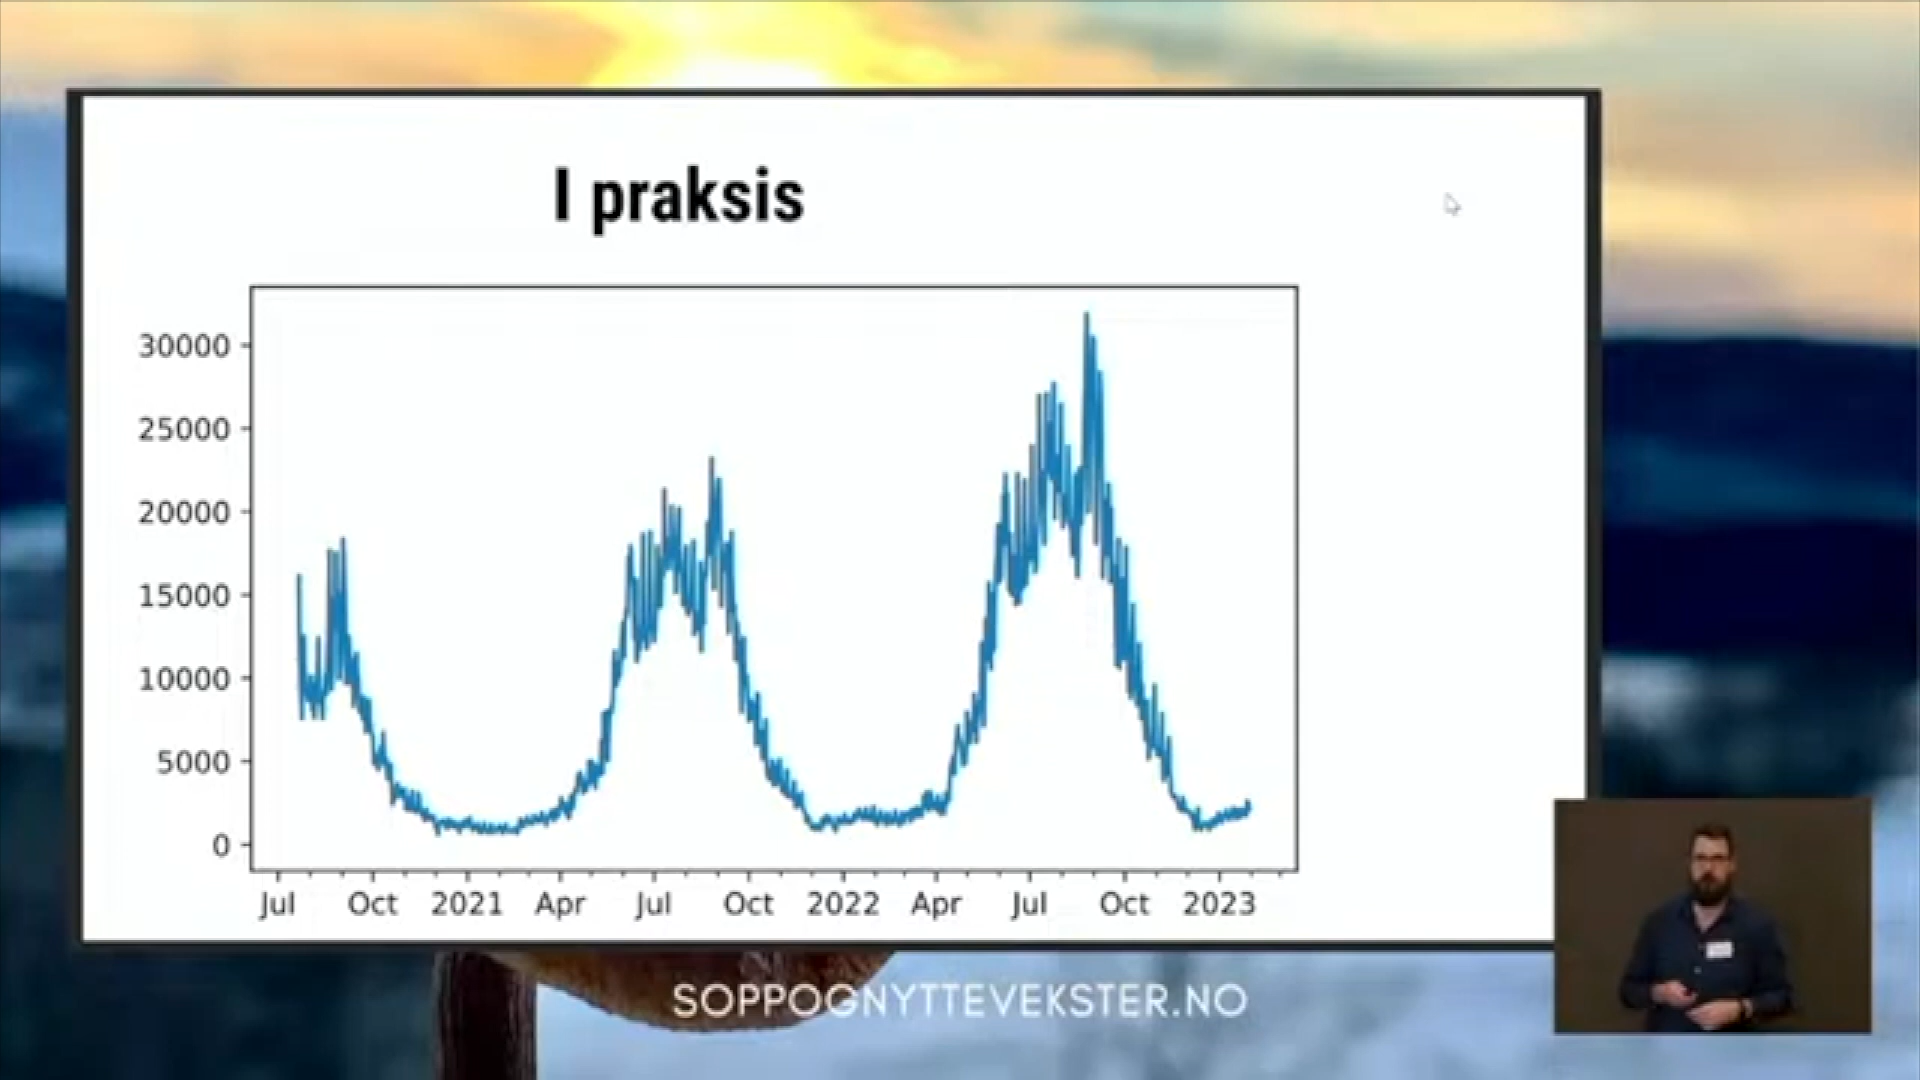 I praksis
30000
25000
20000
15000
10000
5000
0
Jul Oct 2021 Apr Jul Oct 2022 Apr Jul Oct 2023
SOPPOGNYTTEVEKSTER.NO